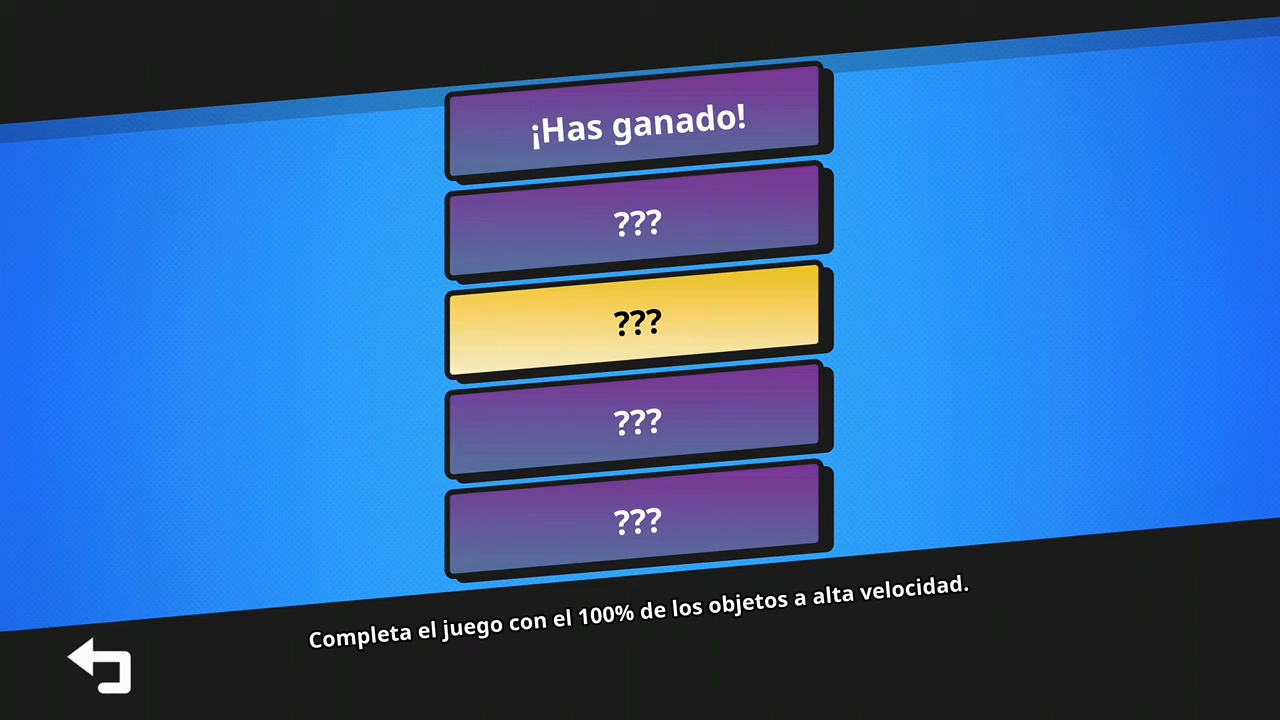 ¡Has ganado!
???
???
???
???
Completa el juego con el 100% de los objetos a alta velocidad.